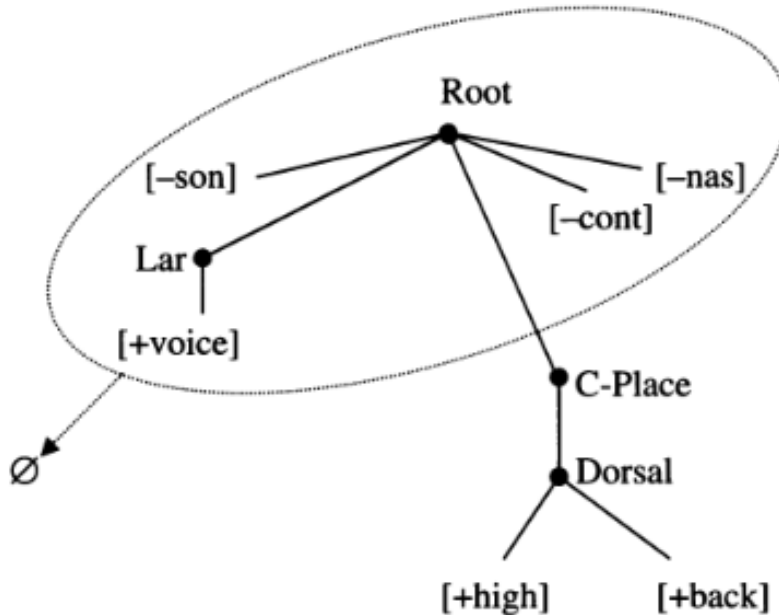 Root
[–son]
[–nas]
[–cont]
Lar
[+voice]
C-Place
∅
Dorsal
[+high] [+back]